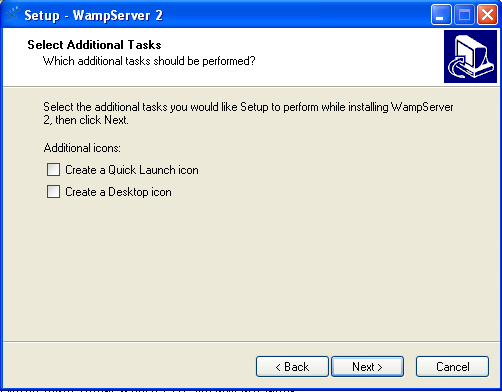 Setup - WampServer 2
Select Additional Tasks
Which additional tasks should be performed?
Select the additional tasks you would like Setup to perform while installing WampServer
2, then click Next.
Additional icons:
Create a Quick Launch icon
Create a Desktop icon
< Back
Next >
Cancel